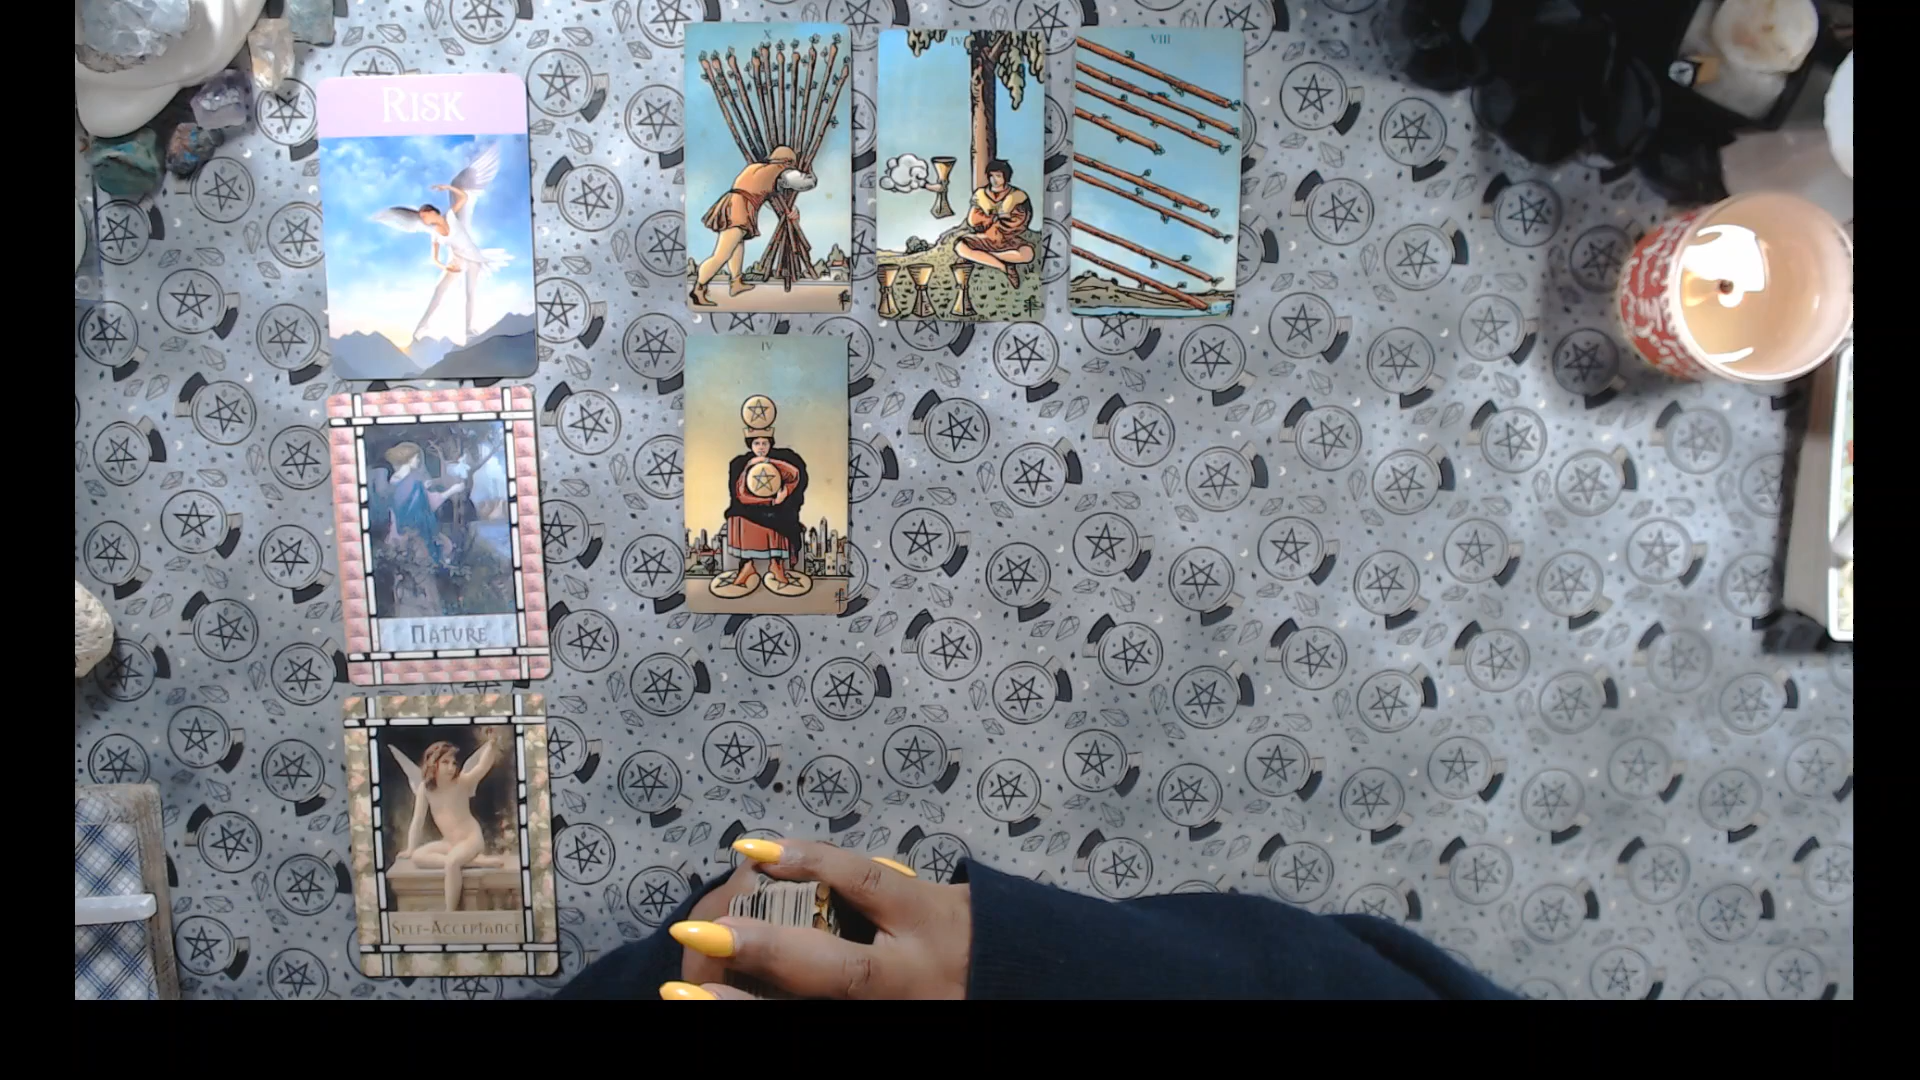 RISK
NATURE
SELF-ACCEPTANCE
X
IV
VIII
IV